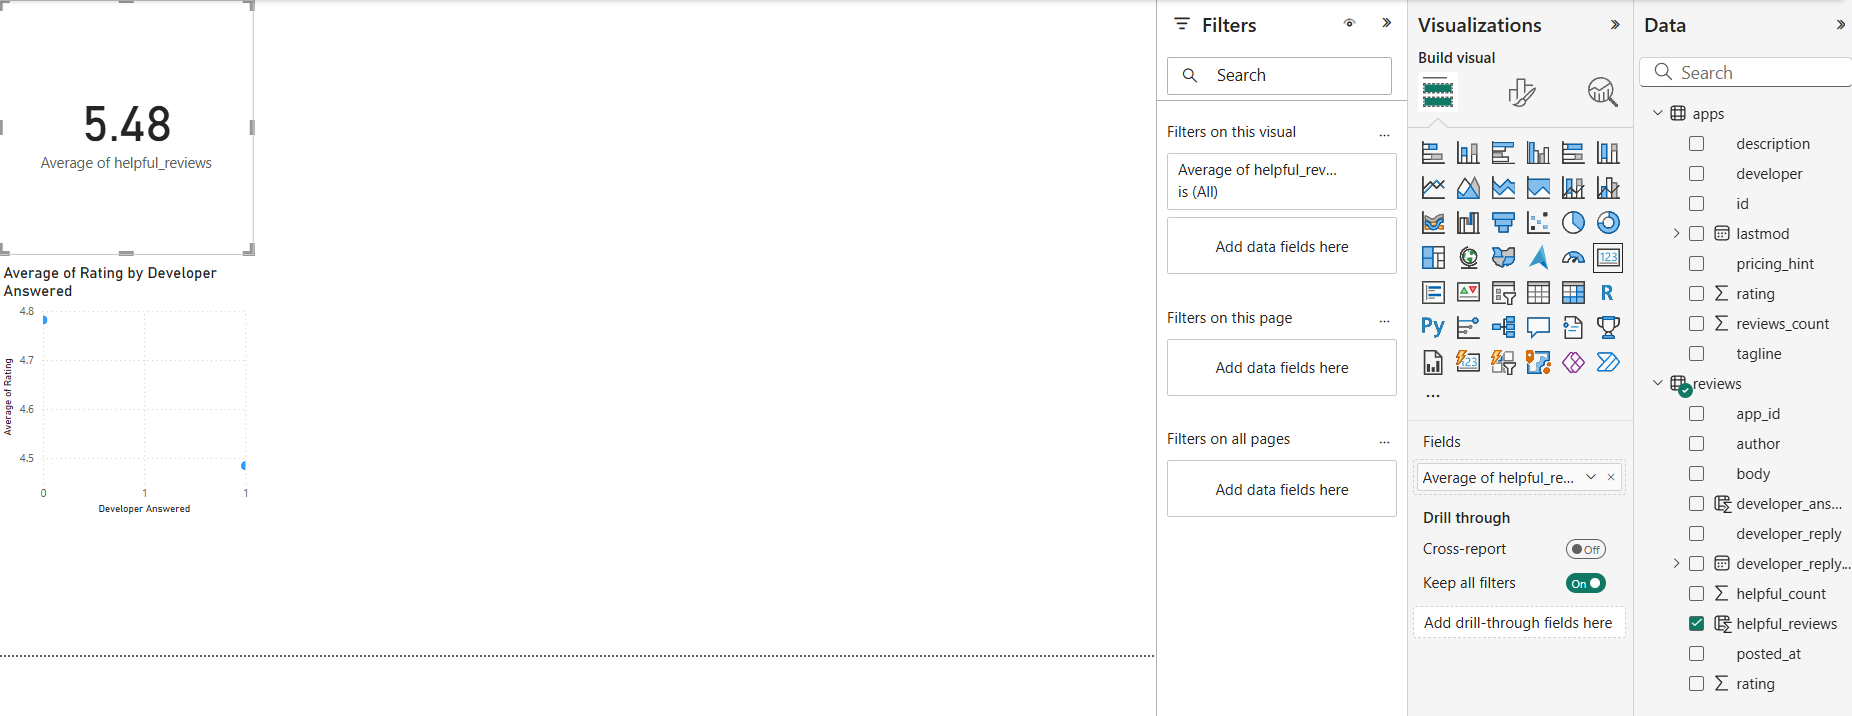 5.48
Average of helpful_reviews
Average of Rating by Developer
Answered
4.8
4.7
4.6
4.5
Average of Rating
0
1
1
Developer Answered
Filters
Search
Filters on this visual
...
Average of helpful_rev...
is (All)
Add data fields here
Filters on this page
...
Add data fields here
Filters on all pages
...
Add data fields here
Visualizations
Build visual
123
R
Py
123
...
Fields
Average of helpful_re...
Drill through
Cross-report
Off
Keep all filters
On
Add drill-through fields here
Data
Search
apps
description
developer
id
lastmod
pricing_hint
rating
reviews_count
tagline
reviews
app_id
author
body
developer_ans...
developer_reply
developer_reply...
helpful_count
helpful_reviews
posted_at
rating